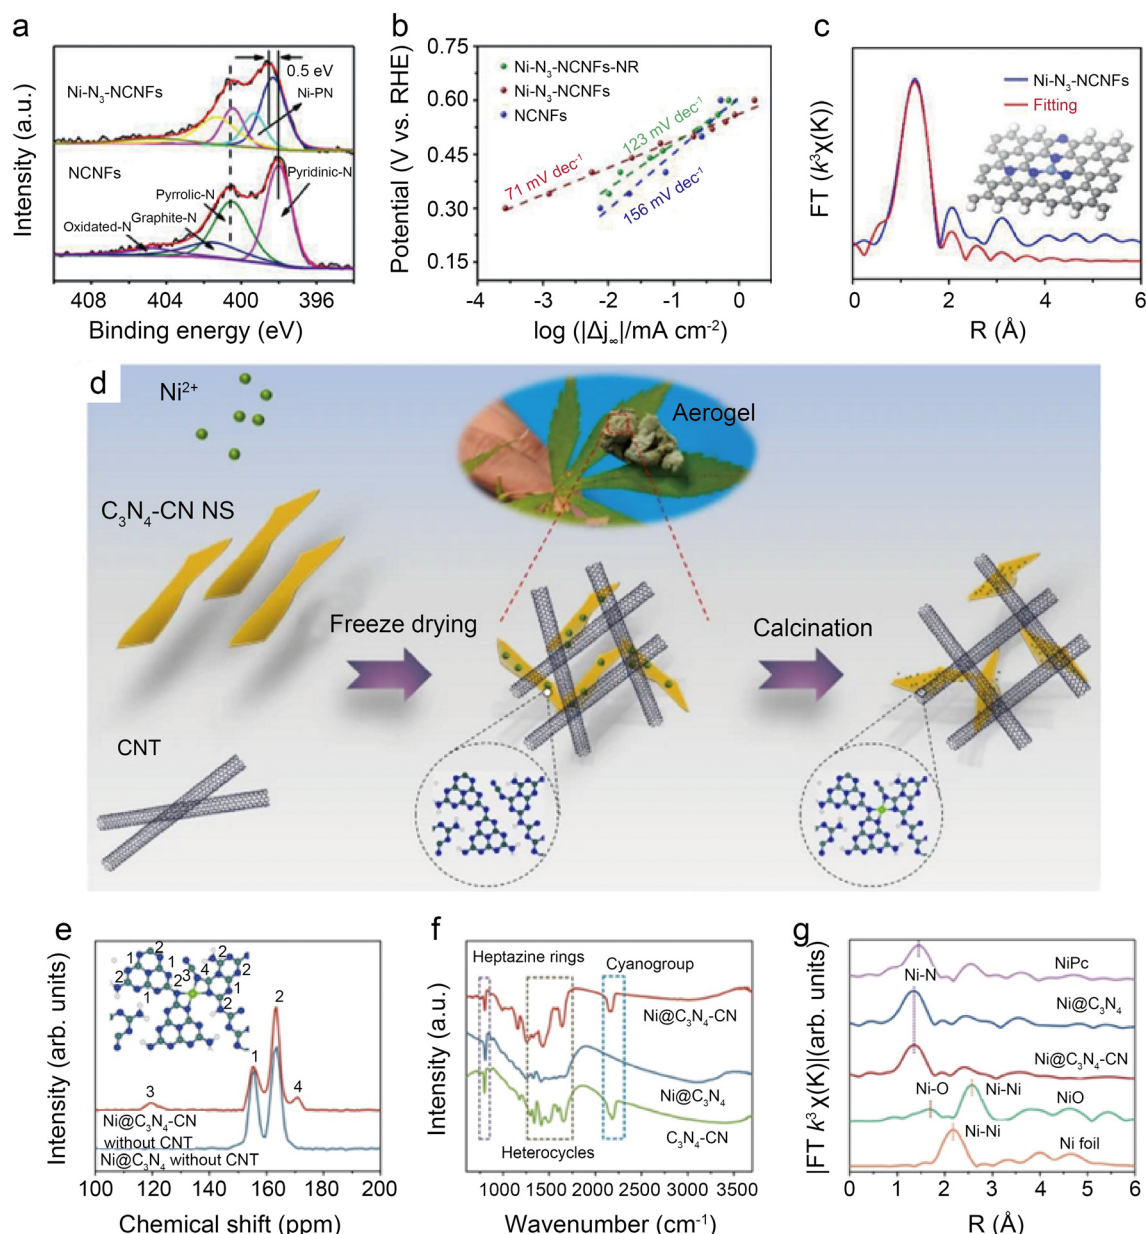 a
Intensity (a.u.)
0.5 eV
Ni-N₃-NCNFs
Ni-PN
NCNFs
Pyrrolic-N
Pyridinic-N
Graphite-N
Oxidated-N
408 404 400 396
Binding energy (eV)
b
Potential (V vs. RHE)
0.75
0.60
0.45
0.30
0.15
Ni-N₃-NCNFs-NR
Ni-N₃-NCNFs
NCNFs
123 mV dec⁻¹
71 mV dec⁻¹
156 mV dec⁻¹
-4 -3 -2 -1 0
log (|Δj∞|/mA cm⁻²)
c
FT (k³χ(K))
Ni-N₃-NCNFs
Fitting
0 1 2 3 4 5 6
R (Å)
d
Ni²⁺
Aerogel
C₃N₄-CN NS
Freeze drying
Calcination
CNT
e
Intensity (arb. units)
2
1 2
2 1 2 3 4 2
1 1
2
2
1
3
4
Ni@C₃N₄-CN
without CNT
Ni@C₃N₄ without CNT
100 120 140 160 180 200
Chemical shift (ppm)
f
Intensity (a.u.)
Heptazine rings
Cyanogroup
Ni@C₃N₄-CN
Ni@C₃N₄
C₃N₄-CN
Heterocycles
1000 1500 2000 2500 3000 3500
Wavenumber (cm⁻¹)
g
|FT k³ χ(K)|(arb. units)
NiPc
Ni-N
Ni@C₃N₄
Ni@C₃N₄-CN
Ni-O Ni-Ni
NiO
Ni-Ni
Ni foil
0 1 2 3 4 5 6
R (Å)